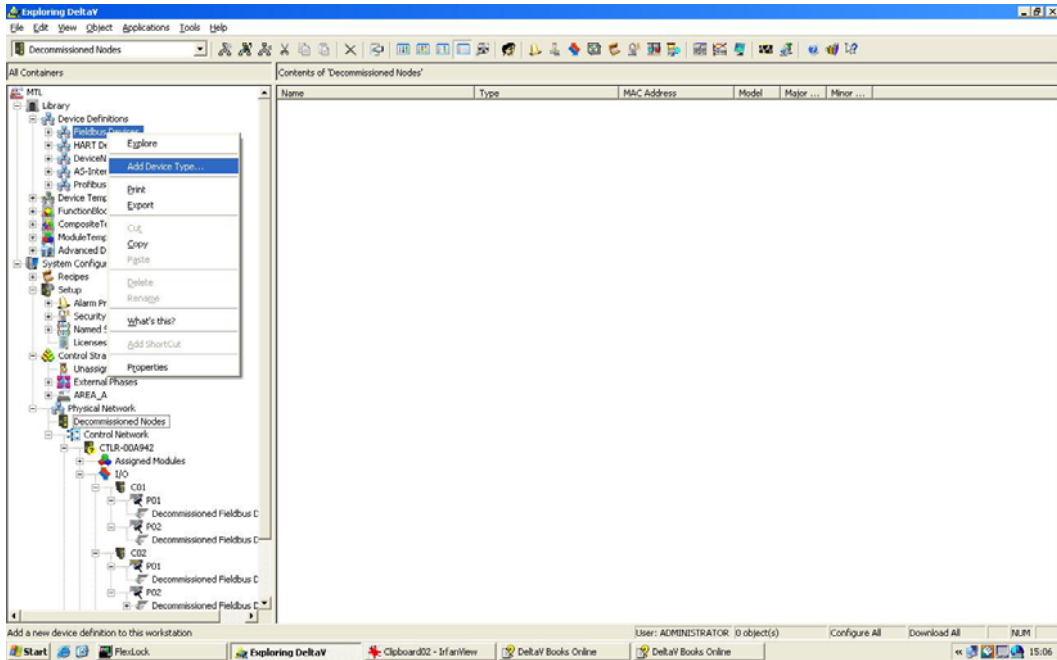 Exploring DeltaV
File Edit View Object Applications Tools Help
Decommissioned Nodes
All Containers
Contents of 'Decommissioned Nodes'
Name Type MAC Address Model Major ... Minor ...
MTL
Library
Device Definitions
Fieldbus Devices
HART De
DeviceN
AS-Inter
Profibus
Device Temp
FunctionBloc
CompositeTe
ModuleTemp
Advanced D
System Configur
Recipes
Setup
Alarm Pr
Security
Named S
Licenses
Control Stra
Unassigr
External Phases
AREA_A
Physical Network
Decommissioned Nodes
Control Network
CTLR-00A942
Assigned Modules
I/O
C01
P01
Decommissioned Fieldbus D
P02
Decommissioned Fieldbus D
C02
P01
Decommissioned Fieldbus D
P02
Decommissioned Fieldbus D
Explore
Add Device Type...
Print
Export
Cut
Copy
Paste
Delete
Rename
What's this?
Add ShortCut
Properties
Add a new device definition to this workstation
User: ADMINISTRATOR 0 object(s) Configure All Download All NUM
Start FlexLock Exploring DeltaV Clipboard02 - IrfanView DeltaV Books Online DeltaV Books Online 15:06